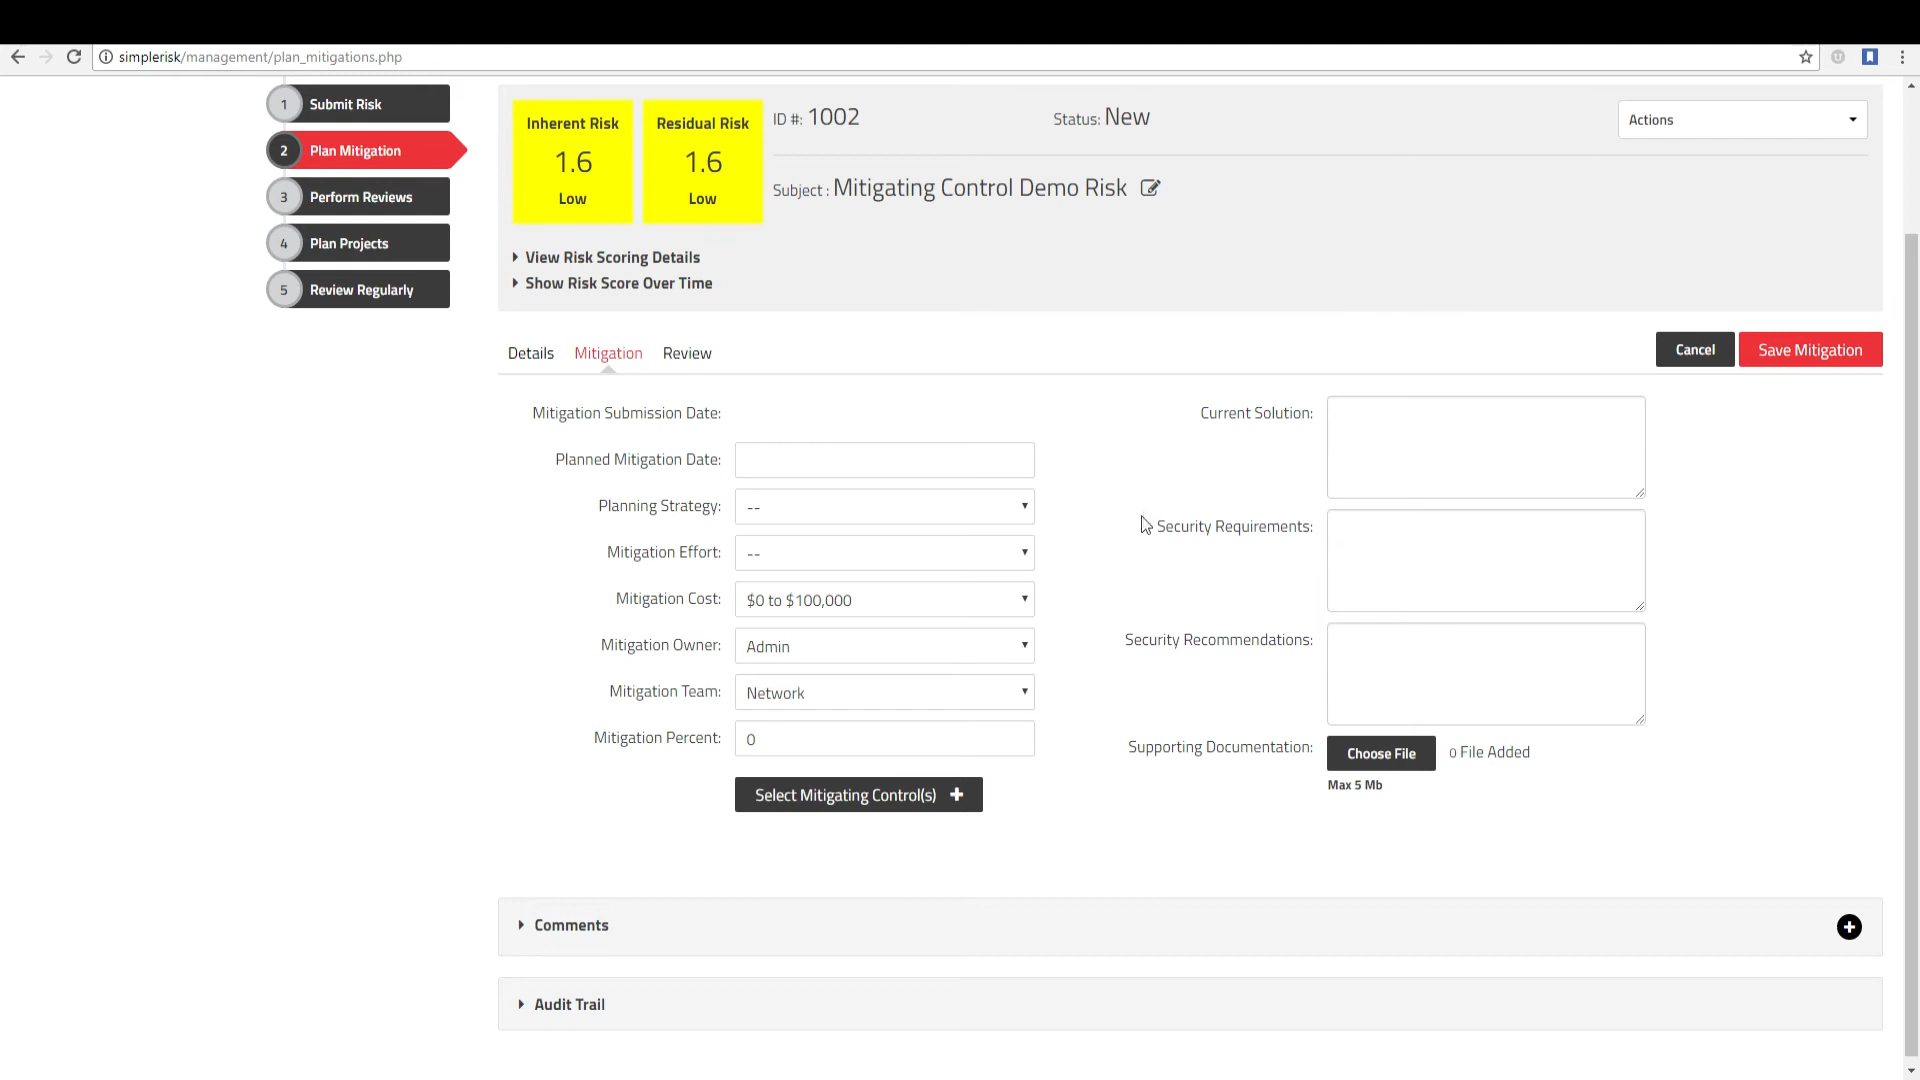 simplerisk/management/plan_mitigations.php
1 Submit Risk
2 Plan Mitigation
3 Perform Reviews
4 Plan Projects
5 Review Regularly
Inherent Risk
1.6
Low
Residual Risk
1.6
Low
ID #: 1002
Status: New
Actions
Subject : Mitigating Control Demo Risk
View Risk Scoring Details
Show Risk Score Over Time
Details Mitigation Review
Cancel
Save Mitigation
Mitigation Submission Date:
Planned Mitigation Date:
Planning Strategy: --
Mitigation Effort: --
Mitigation Cost: $0 to $100,000
Mitigation Owner: Admin
Mitigation Team: Network
Mitigation Percent: 0
Select Mitigating Control(s) +
Current Solution:
Security Requirements:
Security Recommendations:
Supporting Documentation: Choose File 0 File Added
Max 5 Mb
Comments
Audit Trail